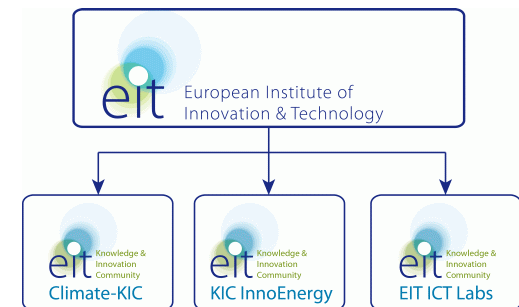 eit European Institute of
Innovation & Technology
eit Knowledge &
Innovation
Community
Climate-KIC
eit Knowledge &
Innovation
Community
KIC InnoEnergy
eit Knowledge &
Innovation
Community
EIT ICT Labs